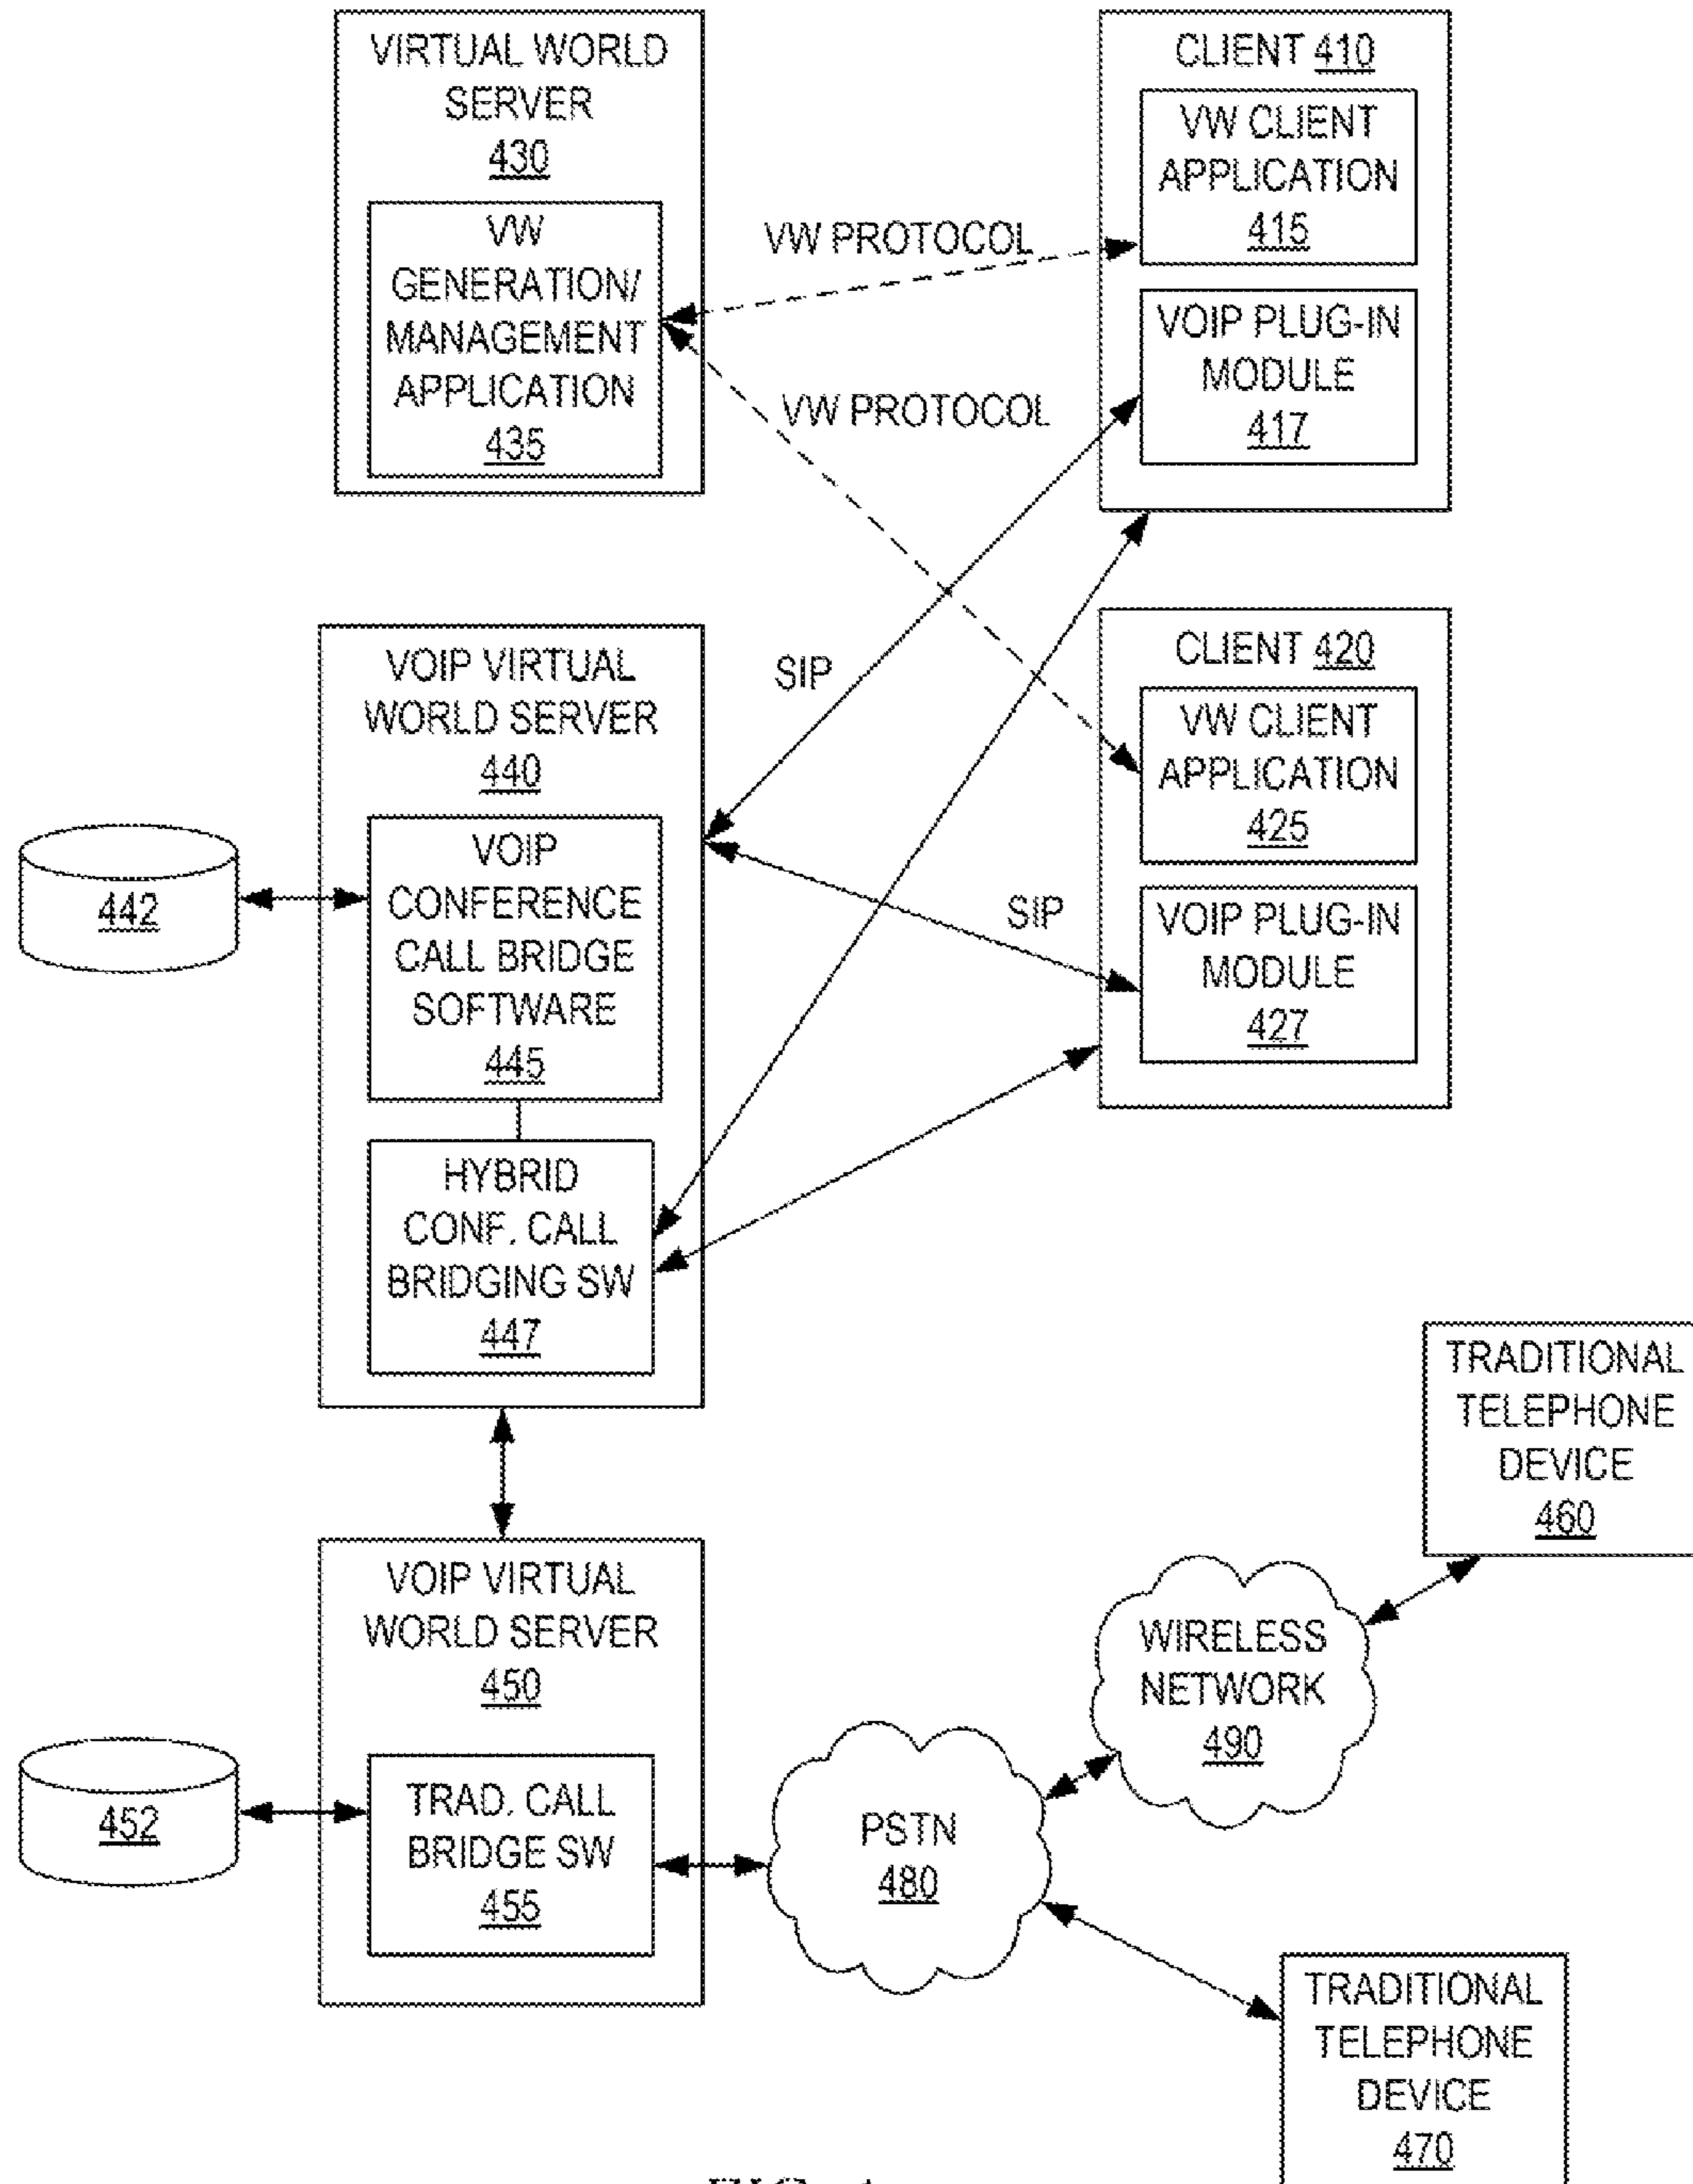 VIRTUAL WORLD
SERVER
430
VW
GENERATION/
MANAGEMENT
APPLICATION
435
VW PROTOCOL
VW PROTOCOL
CLIENT 410
VW CLIENT
APPLICATION
415
VOIP PLUG-IN
MODULE
417
VOIP VIRTUAL
WORLD SERVER
440
VOIP
CONFERENCE
CALL BRIDGE
SOFTWARE
445
HYBRID
CONF. CALL
BRIDGING SW
447
442
SIP
SIP
CLIENT 420
VW CLIENT
APPLICATION
425
VOIP PLUG-IN
MODULE
427
VOIP VIRTUAL
WORLD SERVER
450
TRAD. CALL
BRIDGE SW
455
452
PSTN
480
WIRELESS
NETWORK
490
TRADITIONAL
TELEPHONE
DEVICE
460
TRADITIONAL
TELEPHONE
DEVICE
470